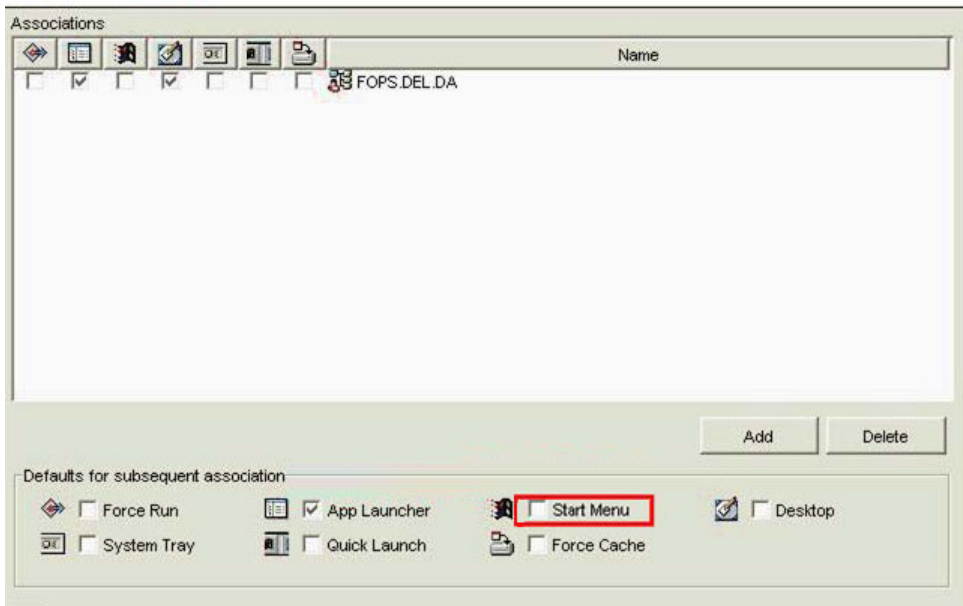 Associations
Name
FOPS.DEL.DA
Add Delete
Defaults for subsequent association
Force Run App Launcher Start Menu Desktop
System Tray Quick Launch Force Cache